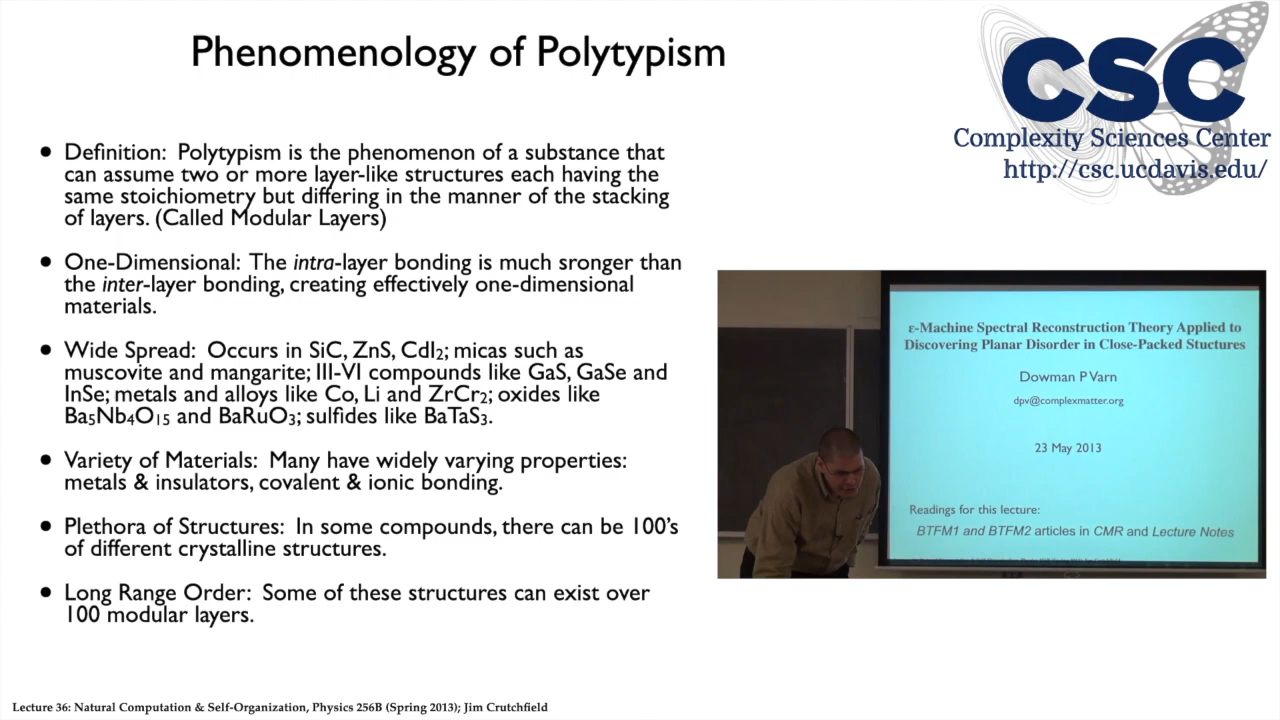 Phenomenology of Polytypism
CSC
Complexity Sciences Center
http://csc.ucdavis.edu/
• Definition: Polytypism is the phenomenon of a substance that
can assume two or more layer-like structures each having the
same stoichiometry but differing in the manner of the stacking
of layers. (Called Modular Layers)
• One-Dimensional: The intra-layer bonding is much sronger than
the inter-layer bonding, creating effectively one-dimensional
materials.
• Wide Spread: Occurs in SiC, ZnS, CdI₂; micas such as
muscovite and mangarite; III-VI compounds like GaS, GaSe and
InSe; metals and alloys like Co, Li and ZrCr₂; oxides like
Ba₅Nb₄O₁₅ and BaRuO₃; sulfides like BaTaS₃.
• Variety of Materials: Many have widely varying properties:
metals & insulators, covalent & ionic bonding.
• Plethora of Structures: In some compounds, there can be 100's
of different crystalline structures.
• Long Range Order: Some of these structures can exist over
100 modular layers.
ε-Machine Spectral Reconstruction Theory Applied to
Discovering Planar Disorder in Close-Packed Stuctures
Dowman P Varn
dpv@complexmatter.org
23 May 2013
Readings for this lecture:
BTFM1 and BTFM2 articles in CMR and Lecture Notes
Lecture 36: Natural Computation & Self-Organization, Physics 256B (Spring 2013); Jim Crutchfield